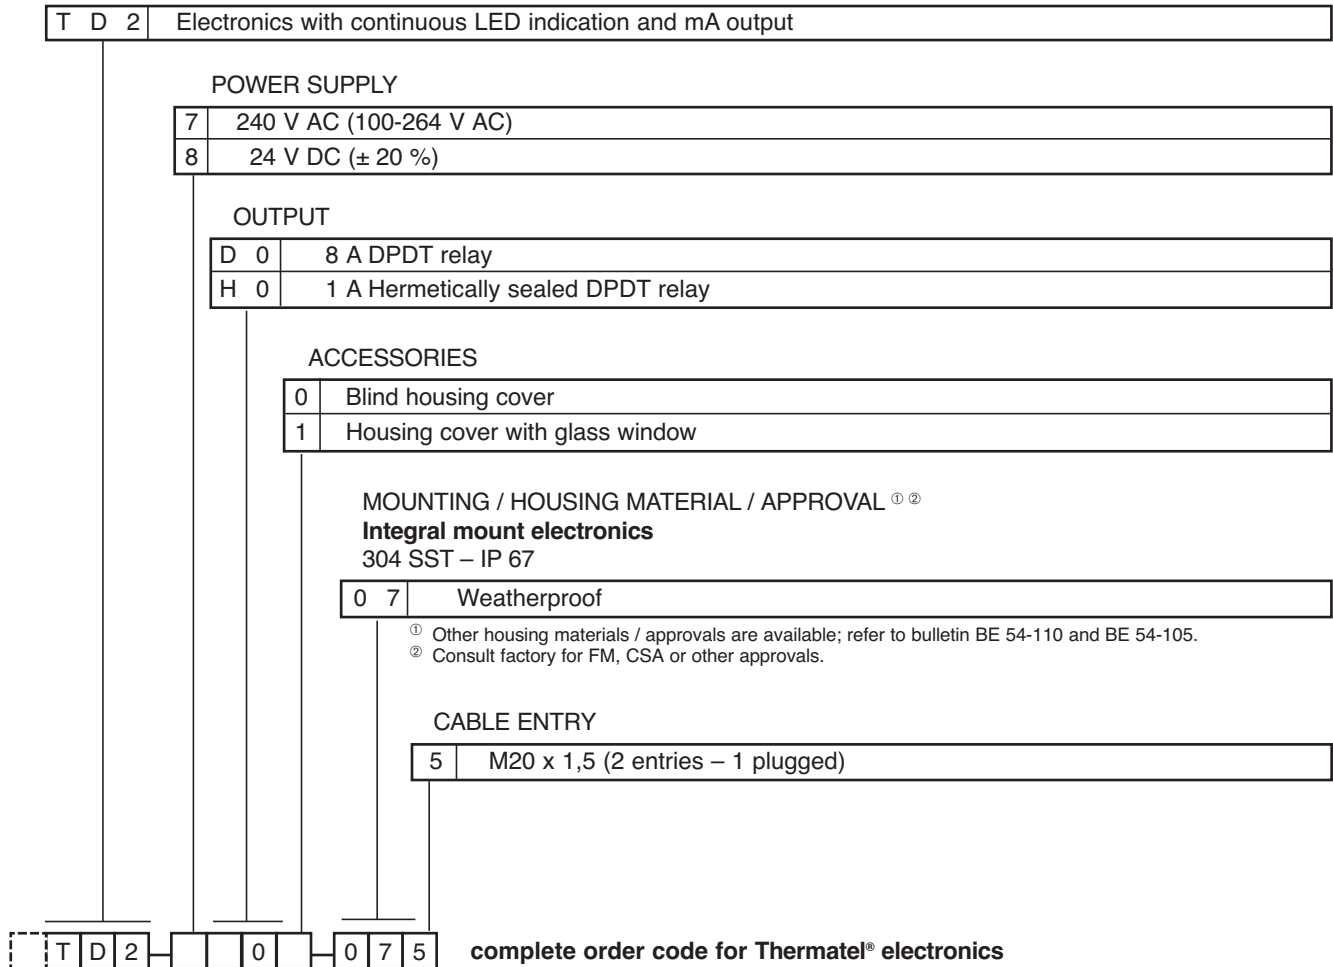 T D 2 Electronics with continuous LED indication and mA output
POWER SUPPLY
7 240 V AC (100-264 V AC)
8 24 V DC (± 20 %)
OUTPUT
D 0 8 A DPDT relay
H 0 1 A Hermetically sealed DPDT relay
ACCESSORIES
0 Blind housing cover
1 Housing cover with glass window
MOUNTING / HOUSING MATERIAL / APPROVAL ① ②
Integral mount electronics
304 SST – IP 67
0 7 Weatherproof
① Other housing materials / approvals are available; refer to bulletin BE 54-110 and BE 54-105.
② Consult factory for FM, CSA or other approvals.
CABLE ENTRY
5 M20 x 1,5 (2 entries – 1 plugged)
T D 2 – 0 – 0 7 5 complete order code for Thermatel® electronics